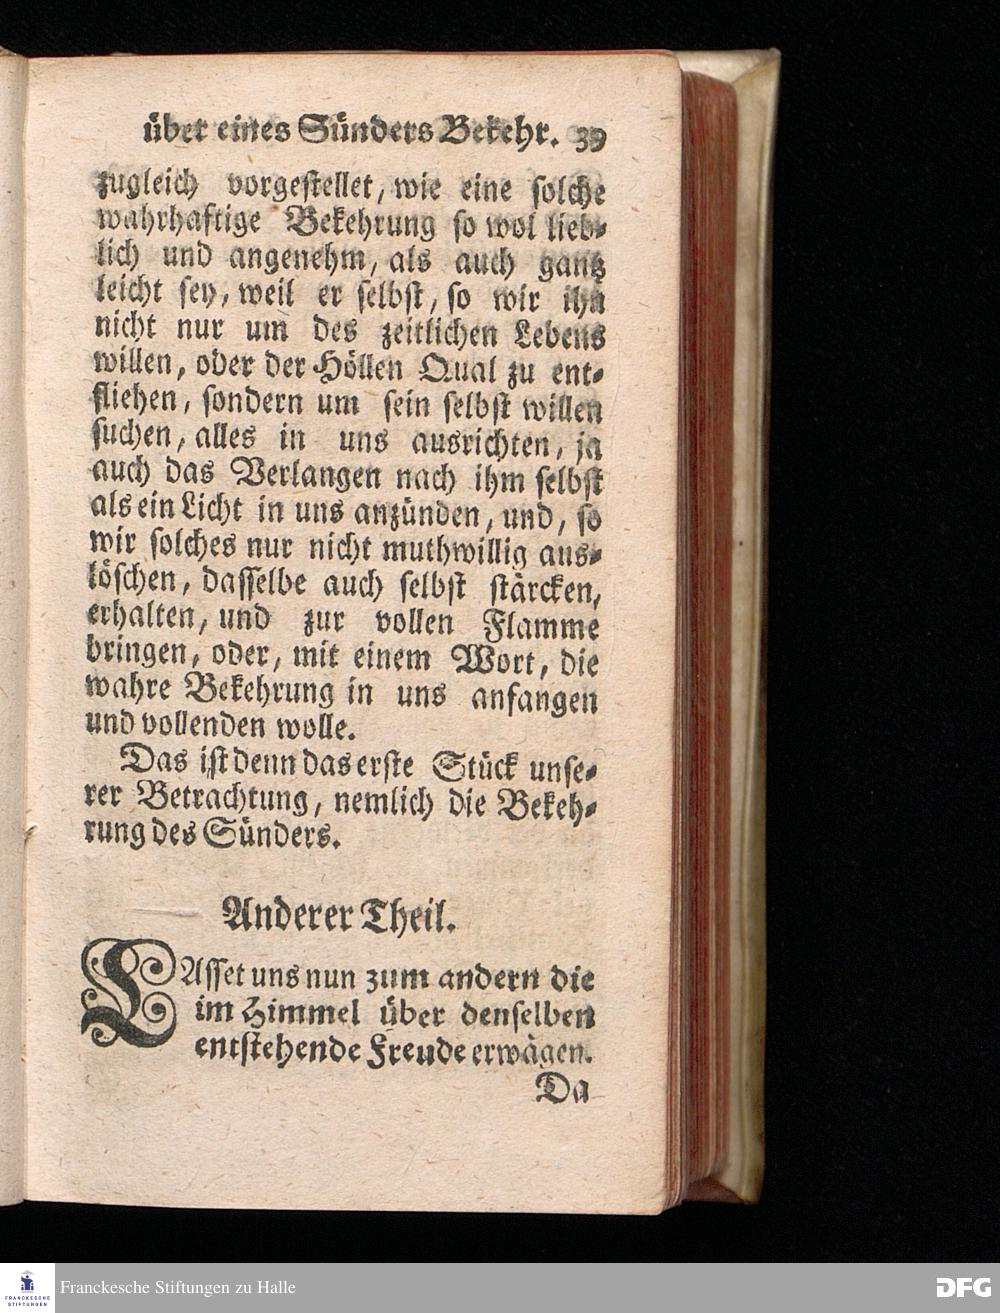 über eines Sünders Bekehr. 39
zugleich vorgestellet, wie eine solche
wahrhaftige Bekehrung so wol lieb-
lich und angenehm, als auch gantz
leicht sey, weil er selbst, so wir ihn
nicht nur um des zeitlichen Lebens
willen, oder der Höllen Qual zu ent-
fliehen, sondern um sein selbst willen
suchen, alles in uns ausrichten, ja
auch das Verlangen nach ihm selbst
als ein Licht in uns anzünden, und, so
wir solches nur nicht muthwillig aus-
löschen, dasselbe auch selbst stärcken,
erhalten, und zur vollen Flamme
bringen, oder, mit einem Wort, die
wahre Bekehrung in uns anfangen
und vollenden wolle.
Das ist denn das erste Stück unse-
rer Betrachtung, nemlich die Bekeh-
rung des Sünders.
Anderer Theil.
LAsset uns nun zum andern die
im Himmel über denselben
entstehende Freude erwägen.
Da
FRANCKESCHE
STIFTUNGEN
Franckesche Stiftungen zu Halle
DFG